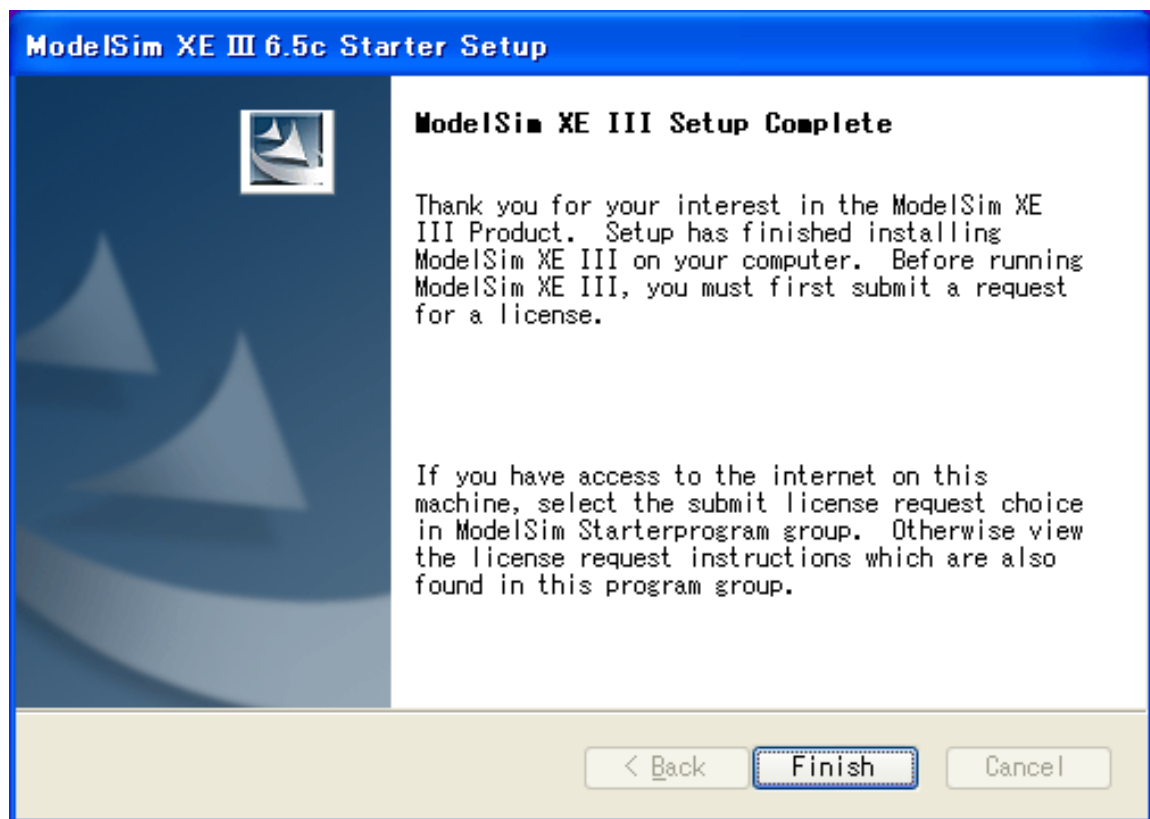 ModelSim XE Ⅲ 6.5c Starter Setup
ModelSim XE III Setup Complete
Thank you for your interest in the ModelSim XE
III Product.  Setup has finished installing
ModelSim XE III on your computer.  Before running
ModelSim XE III, you must first submit a request
for a license.
If you have access to the internet on this
machine, select the submit license request choice
in ModelSim Starterprogram group.  Otherwise view
the license request instructions which are also
found in this program group.
< Back
Finish
Cancel